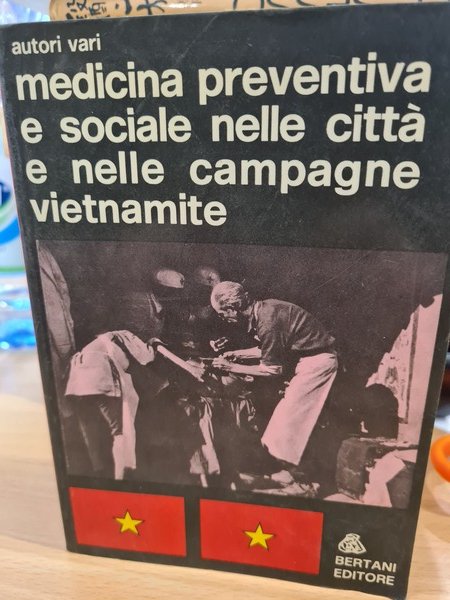 autori vari
medicina preventiva
e sociale nelle città
e nelle campagne
vietnamite
BERTANI
EDITORE